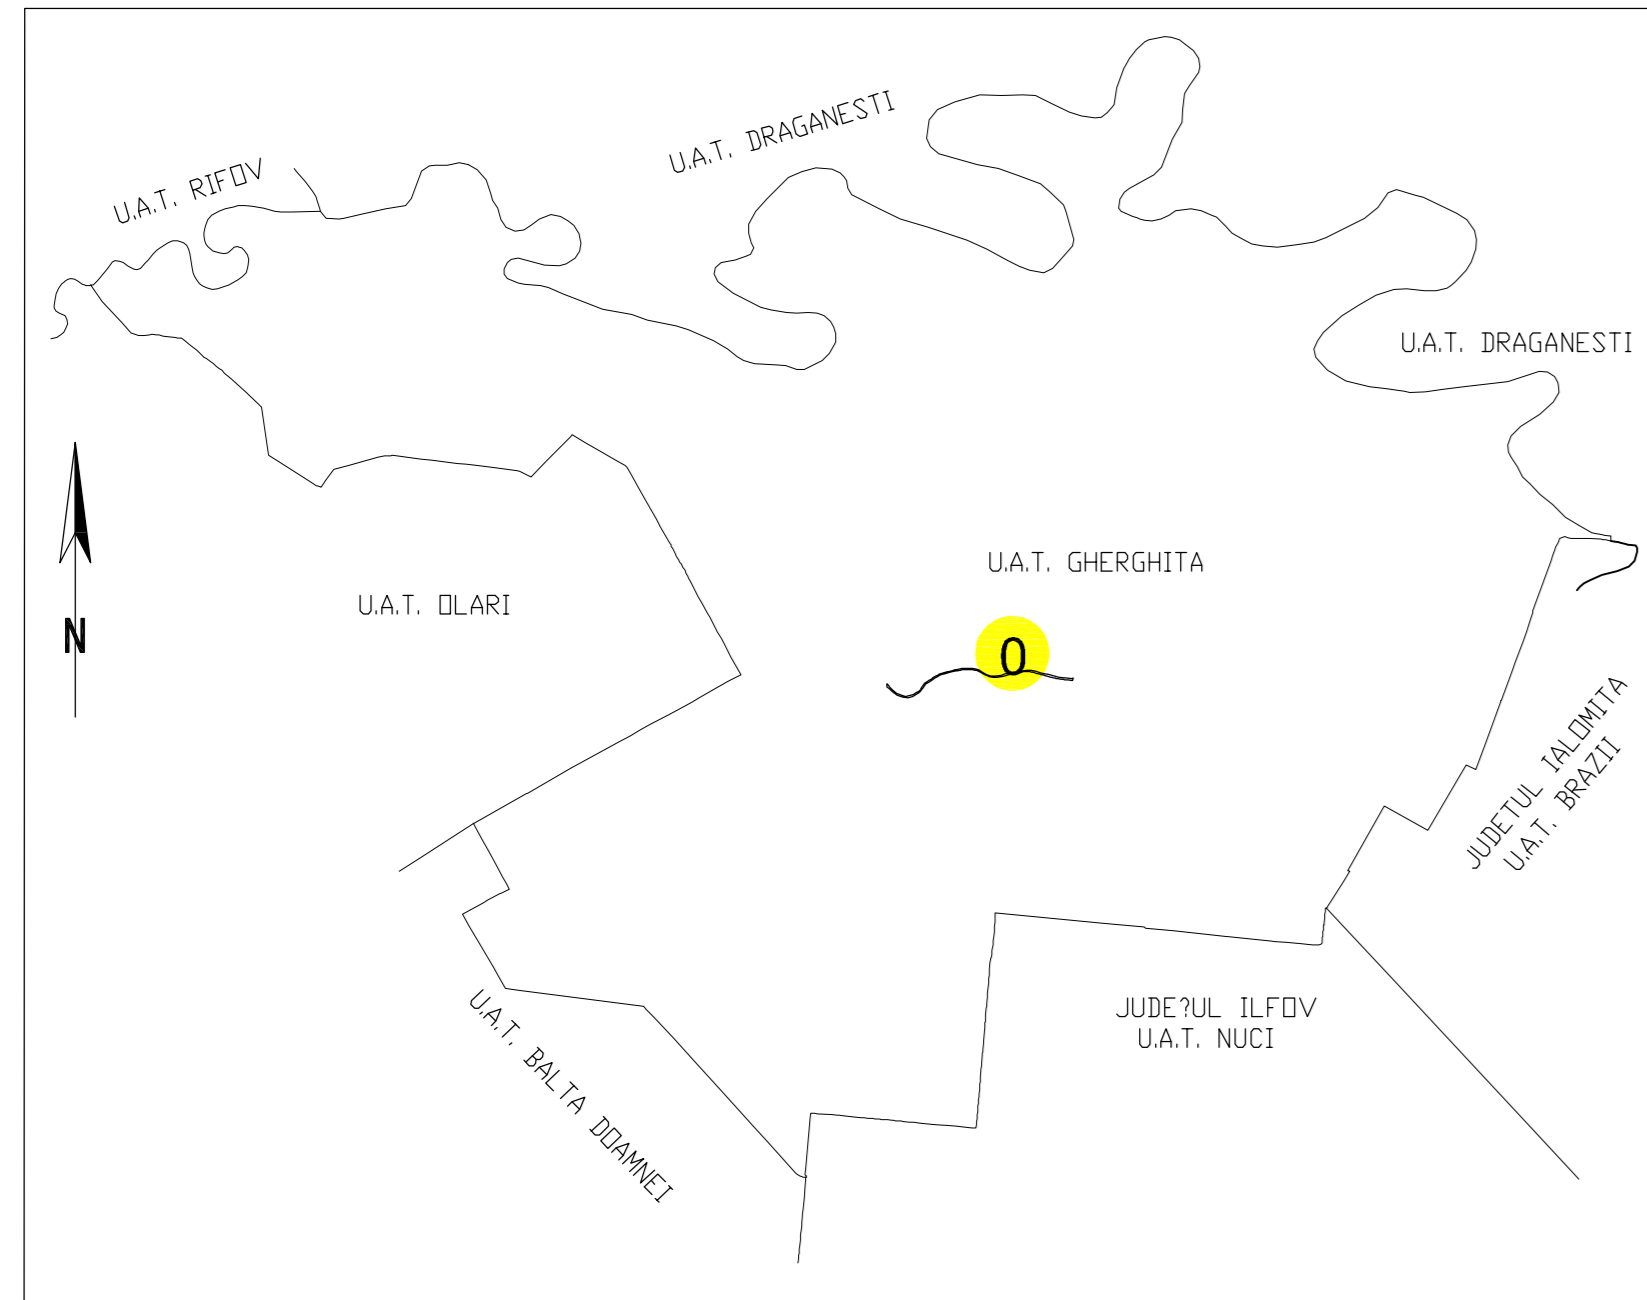 U.A.T. DRAGANESTI
U.A.T. RIFOV
U.A.T. DRAGANESTI
U.A.T. GHERGHITA
U.A.T. OLARI
N
0
JUDETUL IALOMITA
U.A.T. BRAZII
JUDE?UL ILFOV
U.A.T. NUCI
U.A.T. BALTA DOAMNEI